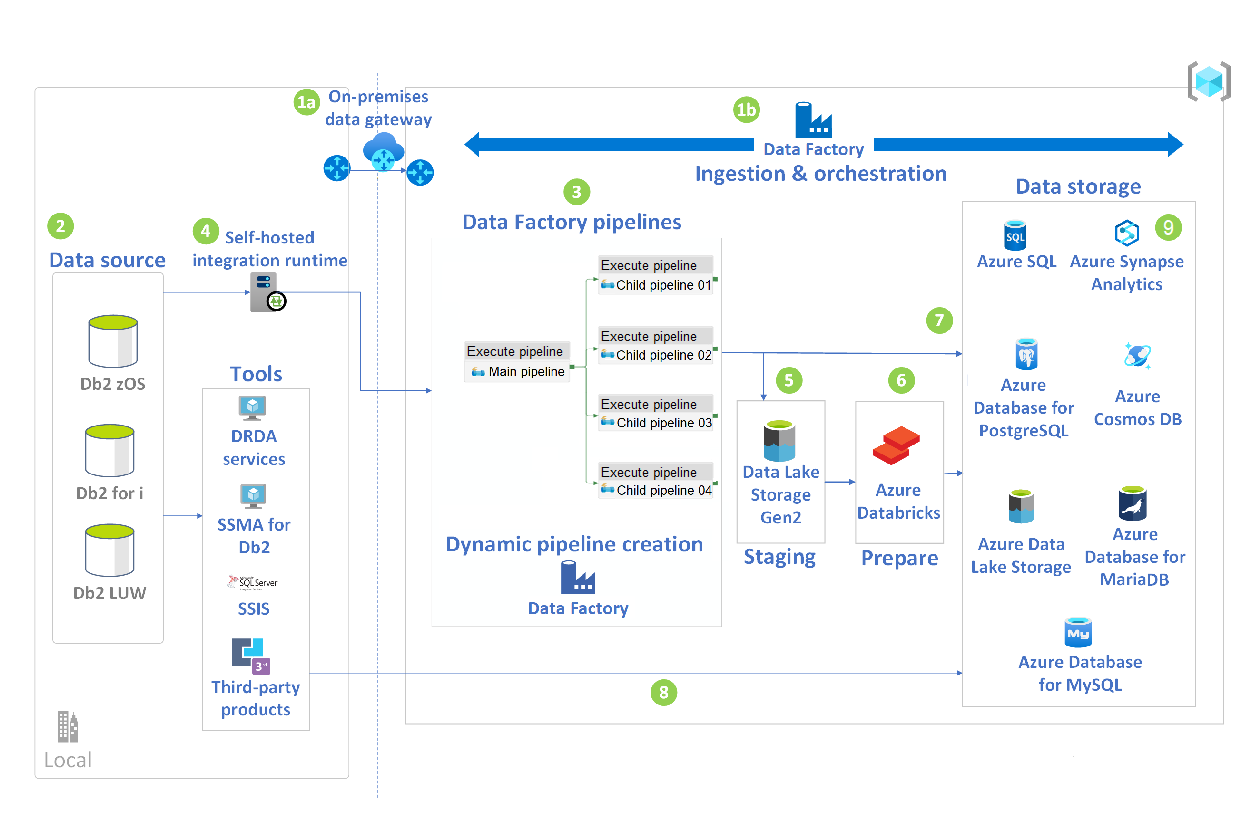 1a
On-premises
data gateway
1b
Data Factory
Ingestion & orchestration
2
Data source
Db2 zOS
Db2 for i
Db2 LUW
4
Self-hosted
integration runtime
Tools
DRDA
services
SSMA for
Db2
SQL Server
SSIS
3rd
Third-party
products
Local
3
Data Factory pipelines
Execute pipeline
Main pipeline
Execute pipeline
Child pipeline 01
Execute pipeline
Child pipeline 02
Execute pipeline
Child pipeline 03
Execute pipeline
Child pipeline 04
Dynamic pipeline creation
Data Factory
5
Data Lake
Storage
Gen2
Staging
6
Azure
Databricks
Prepare
7
8
Data storage
9
SQL
Azure SQL
Azure Synapse
Analytics
Azure
Database for
PostgreSQL
Azure
Cosmos DB
Azure Data
Lake Storage
Azure
Database for
MariaDB
My
Azure Database
for MySQL